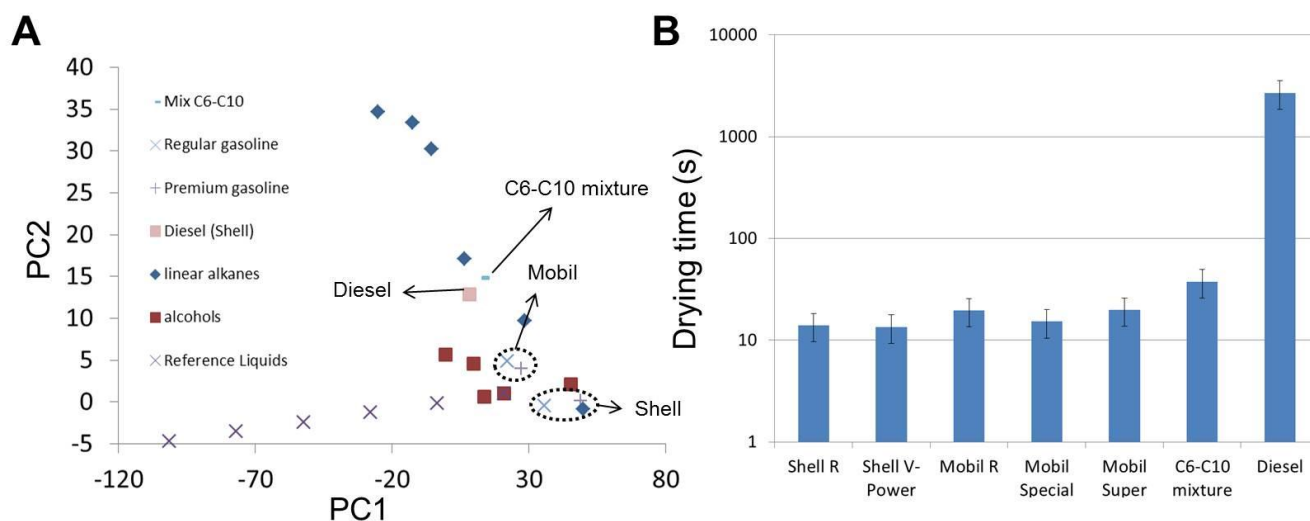 A
PC2
40
35
30
25
20
15
10
5
0
-5
-120
-70
-20
30
80
PC1
Mix C6-C10
Regular gasoline
Premium gasoline
Diesel (Shell)
linear alkanes
alcohols
Reference Liquids
C6-C10 mixture
Mobil
Diesel
Shell
B
Drying time (s)
10000
1000
100
10
1
Shell R
Shell V-
Power
Mobil R
Mobil
Special
Mobil
Super
C6-C10
mixture
Diesel